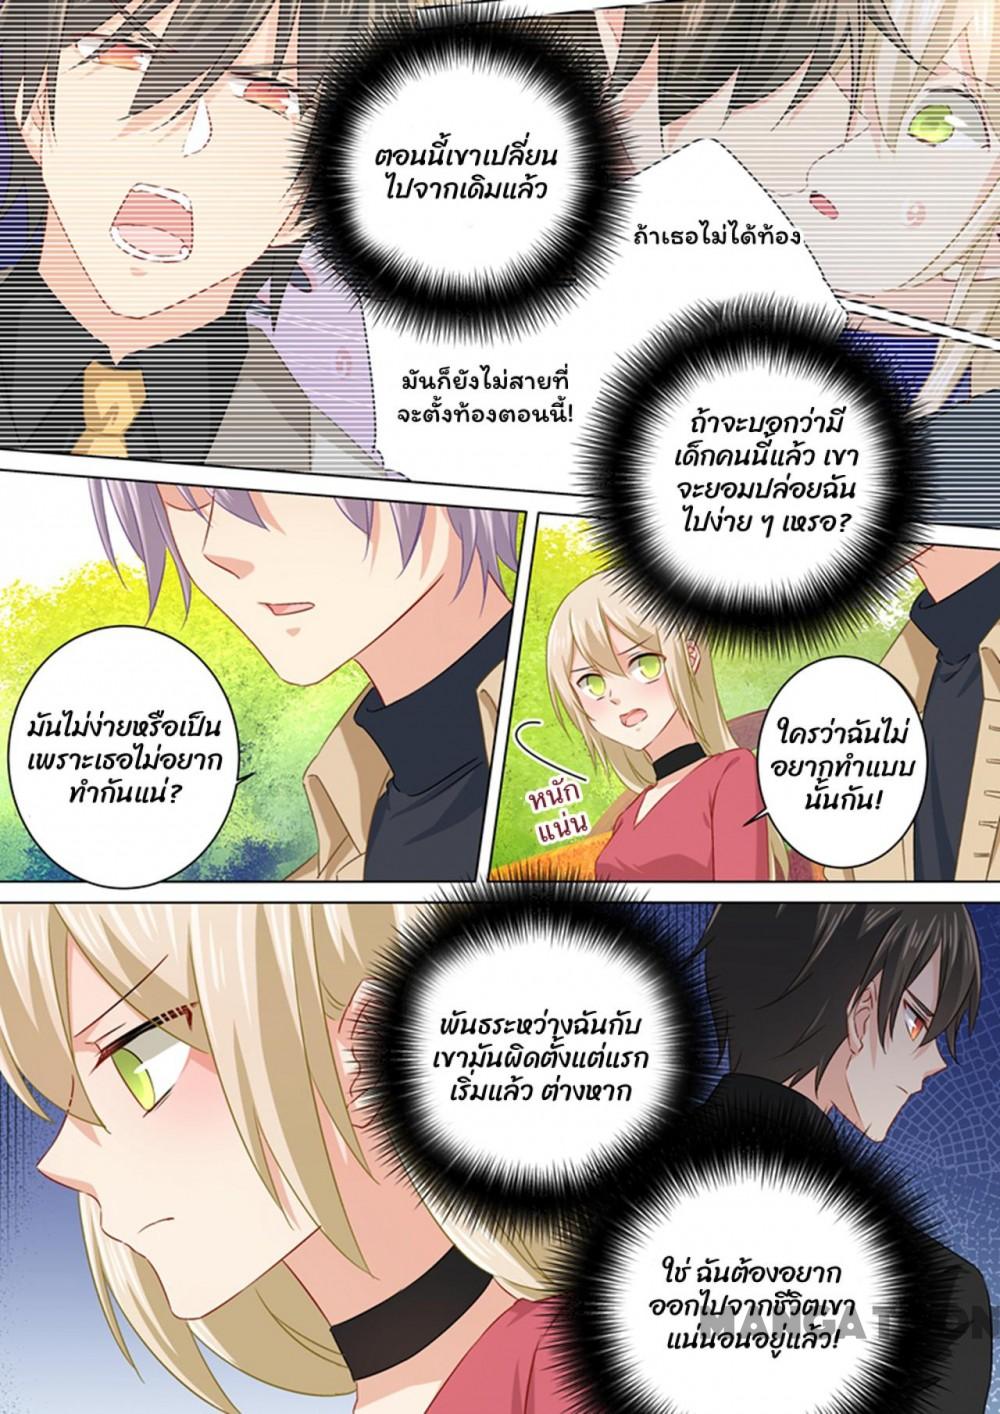 ตอนนี้เขาเปลี่ยน
ไปจากเดิมแล้ว
ถ้าเธอไม่ได้ท้อง
มันก็ยังไม่สายที่
จะตั้งท้องตอนนี้!
ถ้าจะบอกว่ามี
เด็กคนนี้แล้ว เขา
จะยอมปล่อยฉัน
ไปง่าย ๆ เหรอ?
มันไม่ง่ายหรือเป็น
เพราะเธอไม่อยาก
ทำกันแน่?
ใครว่าฉันไม่
อยากทำแบบ
นั้นกัน!
หนัก
แน่น
พันธระหว่างฉันกับ
เขามันผิดตั้งแต่แรก
เริ่มแล้ว ต่างหาก
ใช่ ฉันต้องอยาก
ออกไปจากชีวิตเขา
แน่นอนอยู่แล้ว!
MANGATOON